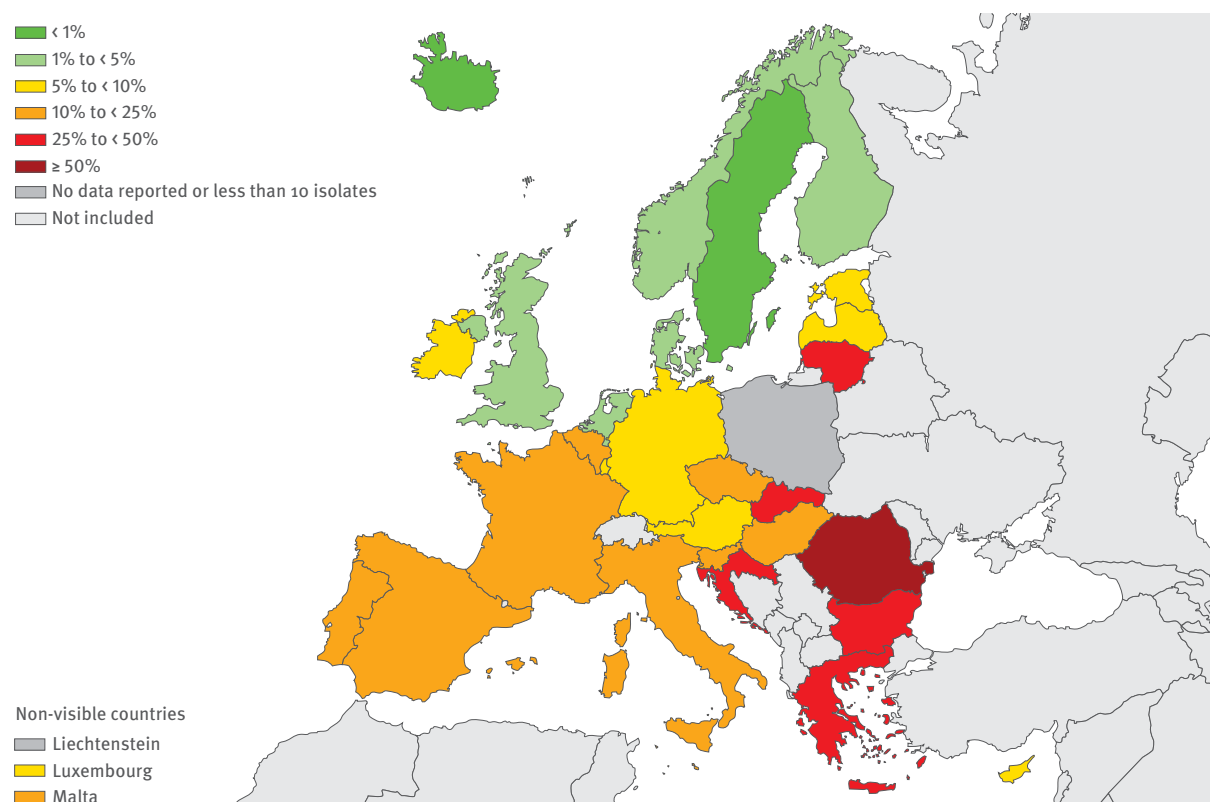 < 1%
1% to < 5%
5% to < 10%
10% to < 25%
25% to < 50%
≥ 50%
No data reported or less than 10 isolates
Not included
Non-visible countries
Liechtenstein
Luxembourg
Malta